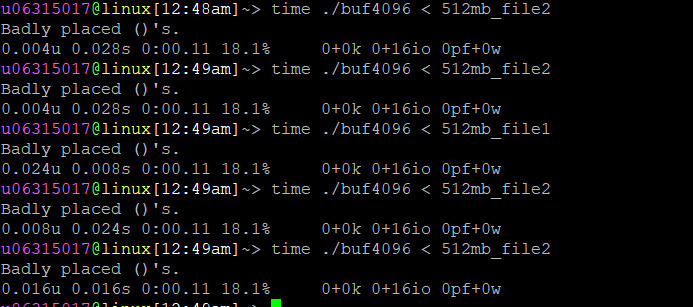 u06315017@linux[12:48am]~> time ./buf4096 < 512mb_file2
Badly placed ()'s.
0.004u 0.028s 0:00.11 18.1%     0+0k 0+16io 0pf+0w
u06315017@linux[12:49am]~> time ./buf4096 < 512mb_file2
Badly placed ()'s.
0.004u 0.028s 0:00.11 18.1%     0+0k 0+16io 0pf+0w
u06315017@linux[12:49am]~> time ./buf4096 < 512mb_file1
Badly placed ()'s.
0.024u 0.008s 0:00.11 18.1%     0+0k 0+16io 0pf+0w
u06315017@linux[12:49am]~> time ./buf4096 < 512mb_file2
Badly placed ()'s.
0.008u 0.024s 0:00.11 18.1%     0+0k 0+16io 0pf+0w
u06315017@linux[12:49am]~> time ./buf4096 < 512mb_file2
Badly placed ()'s.
0.016u 0.016s 0:00.11 18.1%     0+0k 0+16io 0pf+0w
u06315017@linux[12:49am]~>